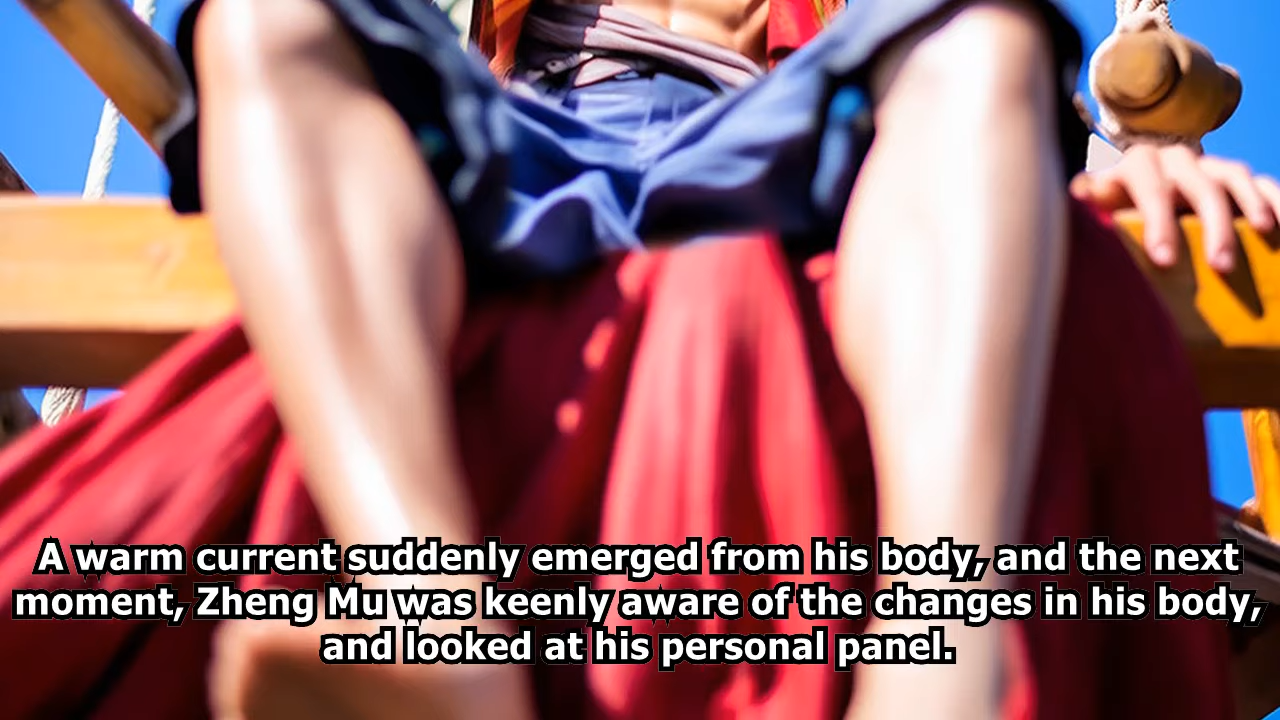 A warm current suddenly emerged from his body, and the next
moment, Zheng Mu was keenly aware of the changes in his body,
and looked at his personal panel.